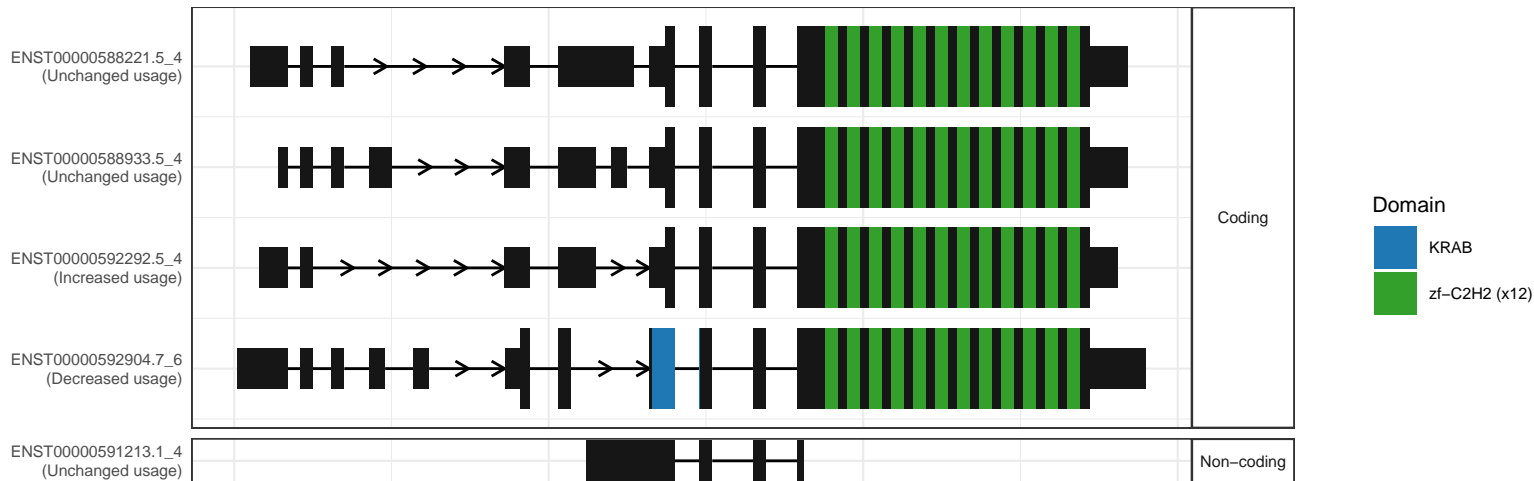 ENST00000588221.5_4
(Unchanged usage)
ENST00000588933.5_4
(Unchanged usage)
ENST00000592292.5_4
(Increased usage)
ENST00000592904.7_6
(Decreased usage)
ENST00000591213.1_4
(Unchanged usage)
Coding
Non−coding
Domain
KRAB
zf−C2H2 (x12)